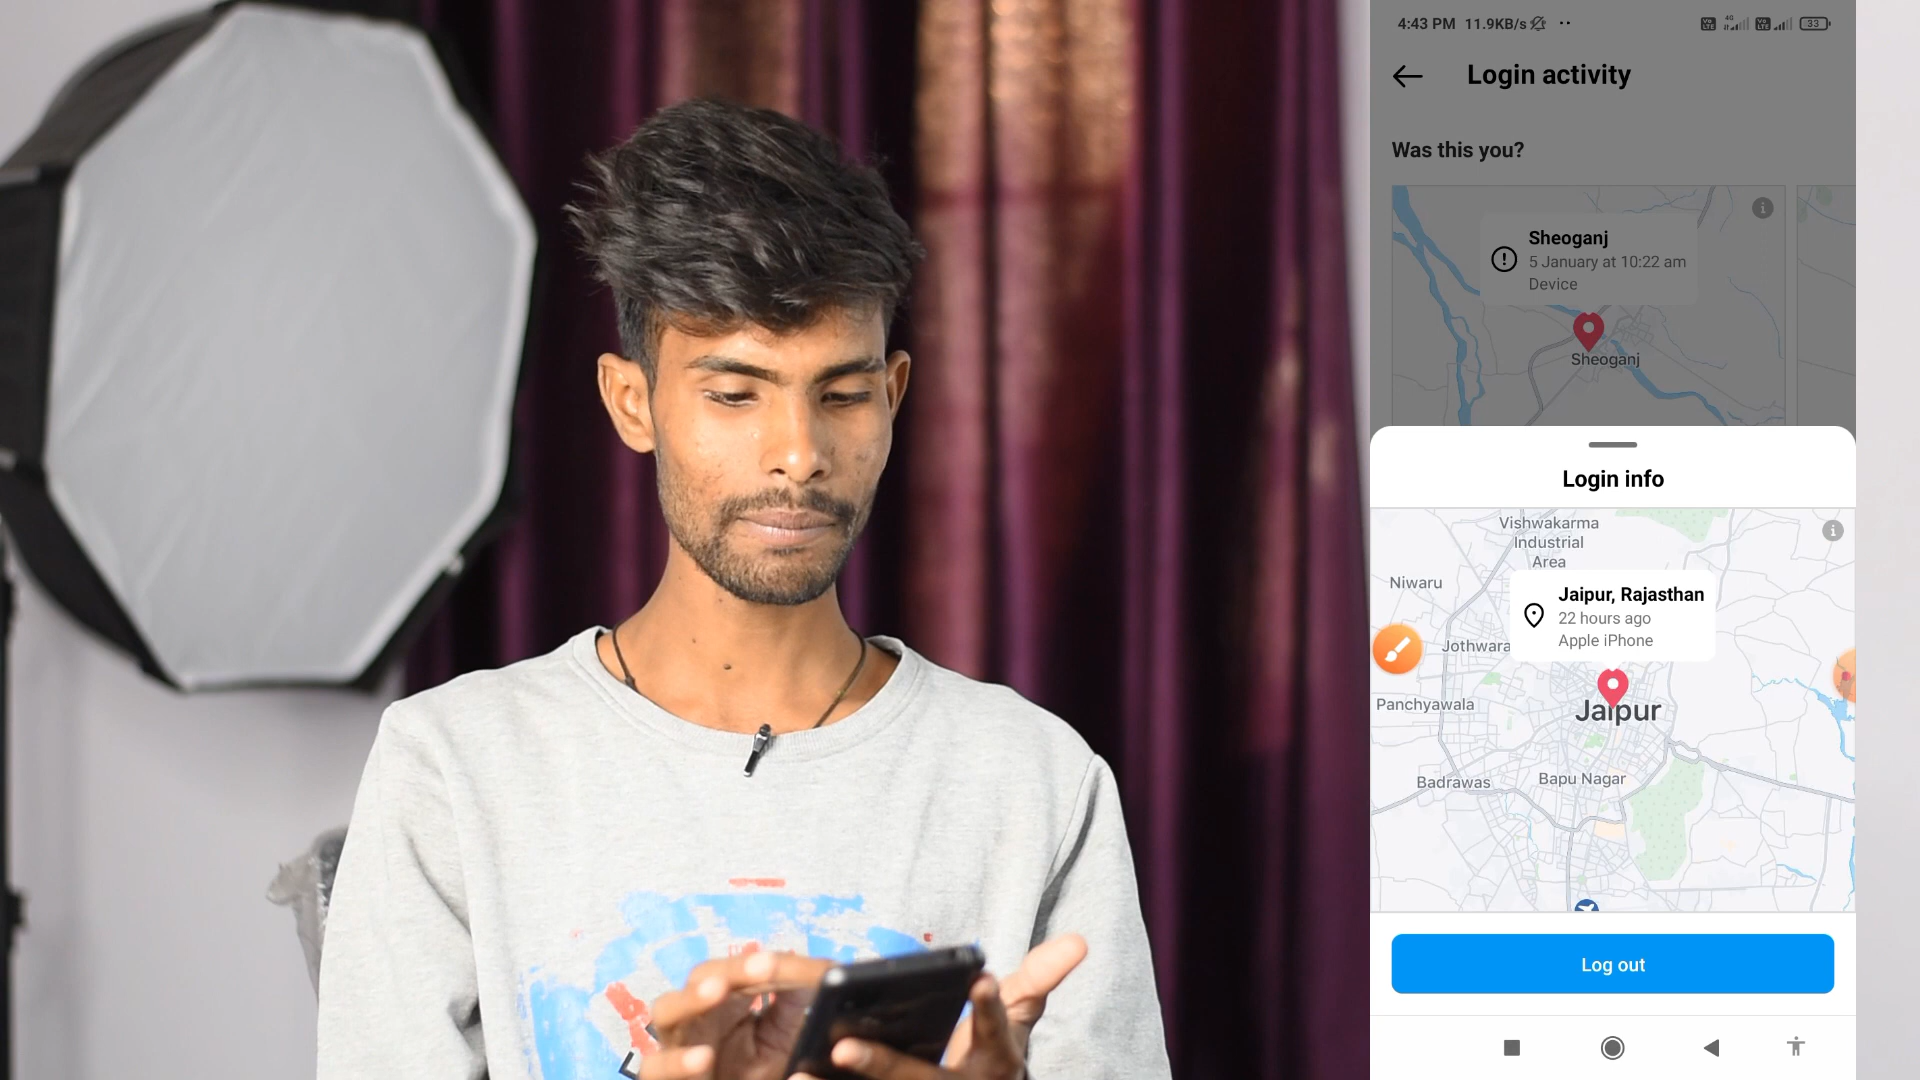 4:43 PM 11.9KB/s
33
Login activity
Was this you?
Sheoganj
5 January at 10:22 am
Device
Sheoganj
Login info
Vishwakarma
Industrial
Area
Niwaru
Jaipur, Rajasthan
22 hours ago
Apple iPhone
Jothwara
Panchyawala
Jaipur
Badrawas
Bapu Nagar
Log out